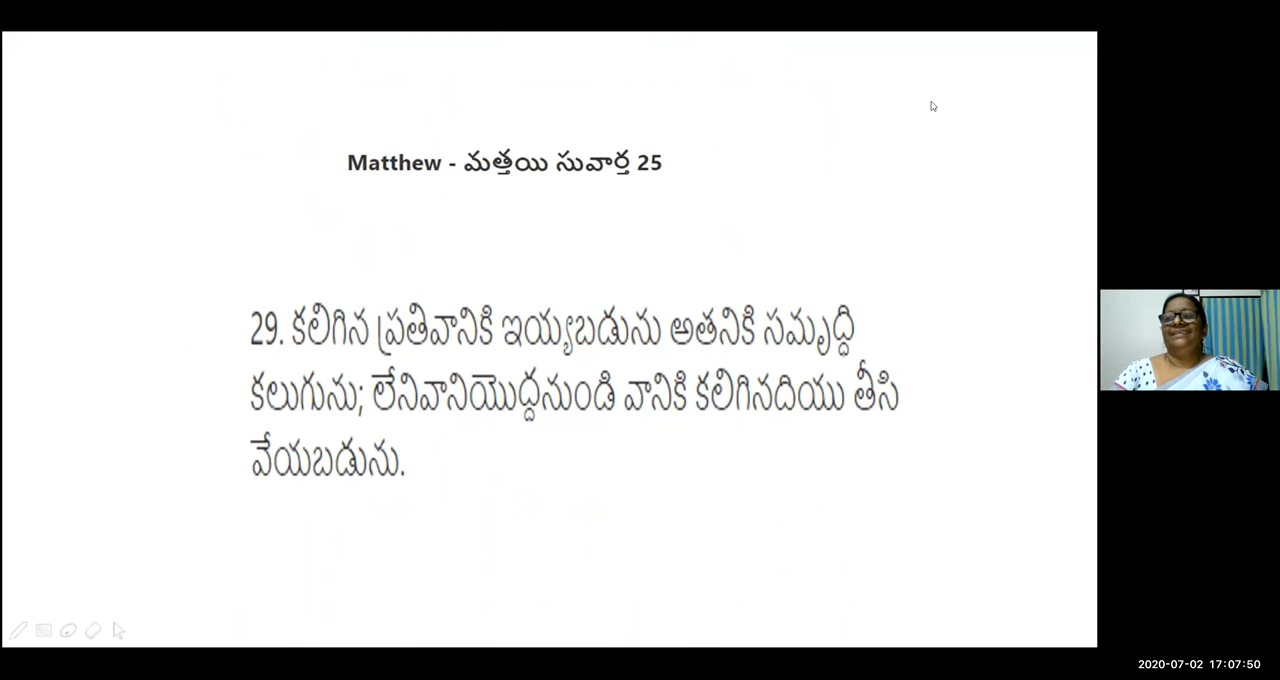 Matthew - మత్తయి సువార్త 25
29. కలిగిన ప్రతివానికి ఇయ్యబడును అతనికి సమృద్ధి
కలుగును; లేనివానియొద్దనుండి వానికి కలిగినదియు తీసి
వేయబడును.
2020-07-02 17:07:50